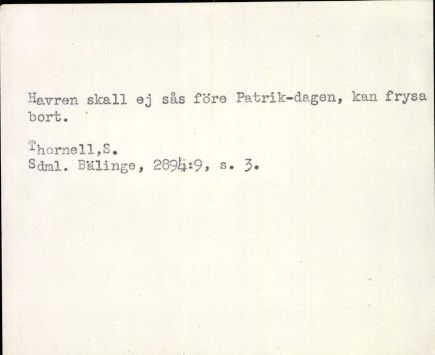 Havren skall ej sås före Patrik-dagen, kan frysa
bort.
Thornell,S.
Sdml. Bälinge, 2894:9, s. 3.